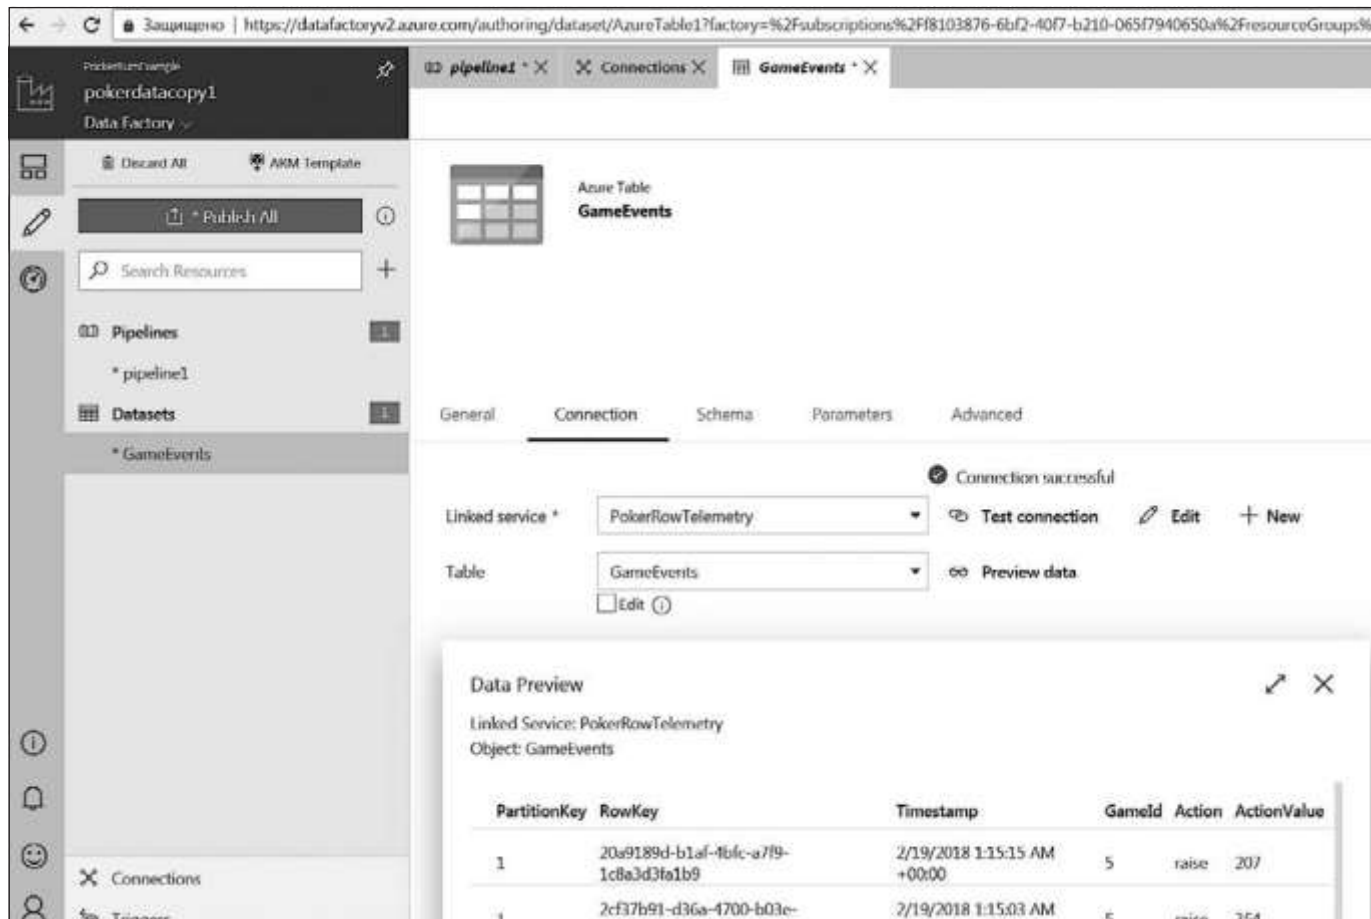 Защищено | https://datafactoryv2.azure.com/authoring/dataset/AzureTable1?factory=%2Fsubscriptions%2Ff8103876-6bf2-40f7-b210-065f7940650a%2FresourceGroups%
pokerdatacopy1
Data Factory
pipeline1 *
Connections
GameEvents *
Discard All
ARM Template
* Publish All
Search Resources
Pipelines
1
* pipeline1
Datasets
1
* GameEvents
Connections
Triggers
Azure Table
GameEvents
General
Connection
Schema
Parameters
Advanced
Connection successful
Linked service *
PokerRowTelemetry
Test connection
Edit
New
Table
GameEvents
Preview data
Edit
Data Preview
Linked Service: PokerRowTelemetry
Object: GameEvents
PartitionKey RowKey Timestamp GameId Action ActionValue
1 20a9189d-b1af-4bfc-a7f9- 2/19/2018 1:15:15 AM 5 raise 207
1c8a3d3fa1b9 +00:00
1 2cf37b91-d36a-4700-b03e- 2/19/2018 1:15:03 AM 5 raise 354